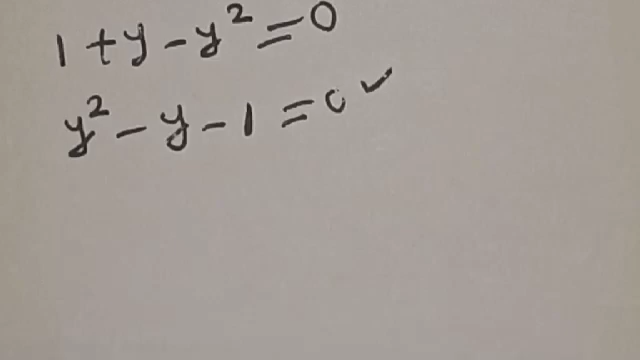 1 + y - y² = 0
y² - y - 1 = 0 ✓